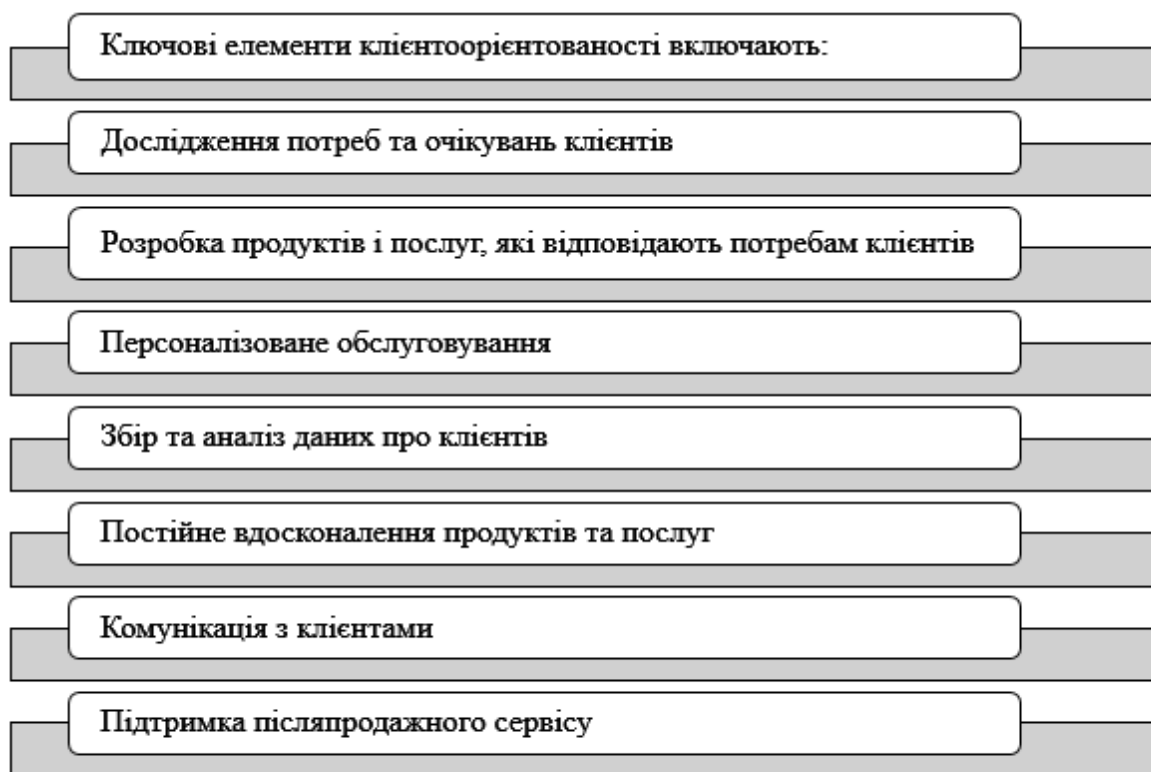 Ключові елементи клієнтоорієнтованості включають:
Дослідження потреб та очікувань клієнтів
Розробка продуктів і послуг, які відповідають потребам клієнтів
Персоналізоване обслуговування
Збір та аналіз даних про клієнтів
Постійне вдосконалення продуктів та послуг
Комунікація з клієнтами
Підтримка післяпродажного сервісу